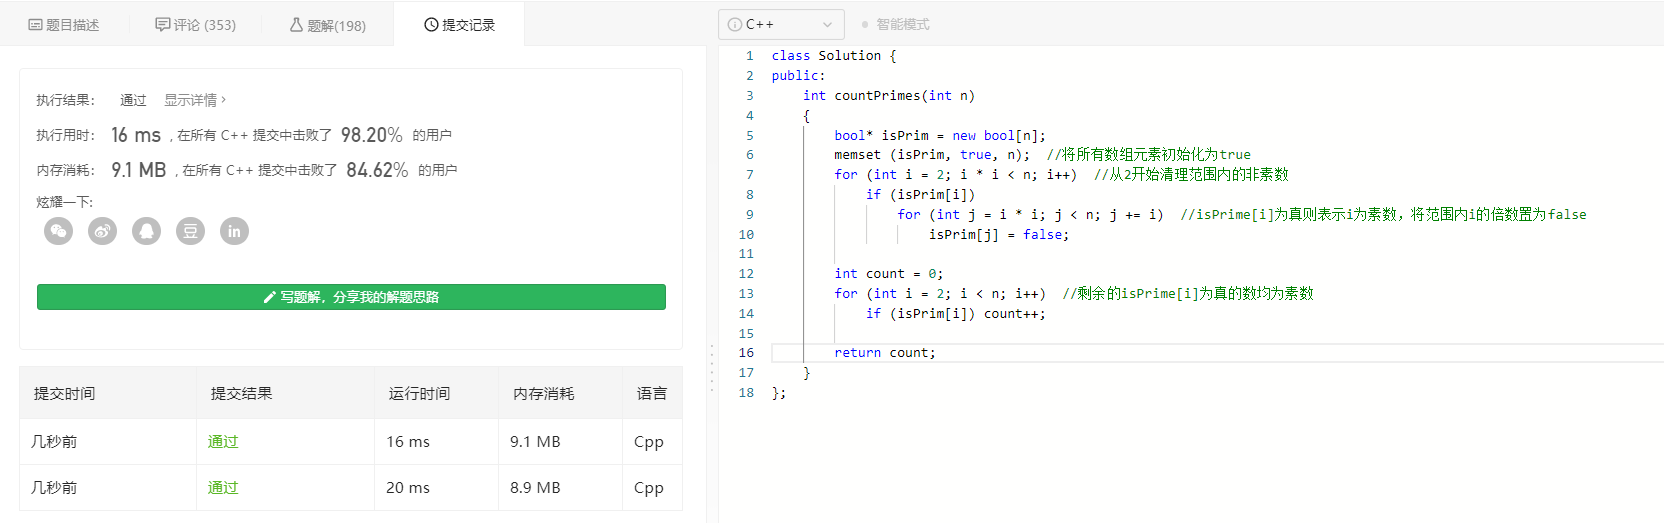 题目描述 评论 (353) 题解(198) 提交记录
执行结果： 通过 显示详情 ›
执行用时： 16 ms , 在所有 C++ 提交中击败了 98.20% 的用户
内存消耗： 9.1 MB , 在所有 C++ 提交中击败了 84.62% 的用户
炫耀一下:
写题解，分享我的解题思路
提交时间 提交结果 运行时间 内存消耗 语言
几秒前 通过 16 ms 9.1 MB Cpp
几秒前 通过 20 ms 8.9 MB Cpp
C++ 智能模式
1 class Solution {
2 public:
3 int countPrimes(int n)
4 {
5 bool* isPrim = new bool[n];
6 memset (isPrim, true, n); //将所有数组元素初始化为true
7 for (int i = 2; i * i < n; i++) //从2开始清理范围内的非素数
8 if (isPrim[i])
9 for (int j = i * i; j < n; j += i) //isPrime[i]为真则表示i为素数，将范围内i的倍数置为false
10 isPrim[j] = false;
11
12 int count = 0;
13 for (int i = 2; i < n; i++) //剩余的isPrime[i]为真的数均为素数
14 if (isPrim[i]) count++;
15
16 return count;
17 }
18 };